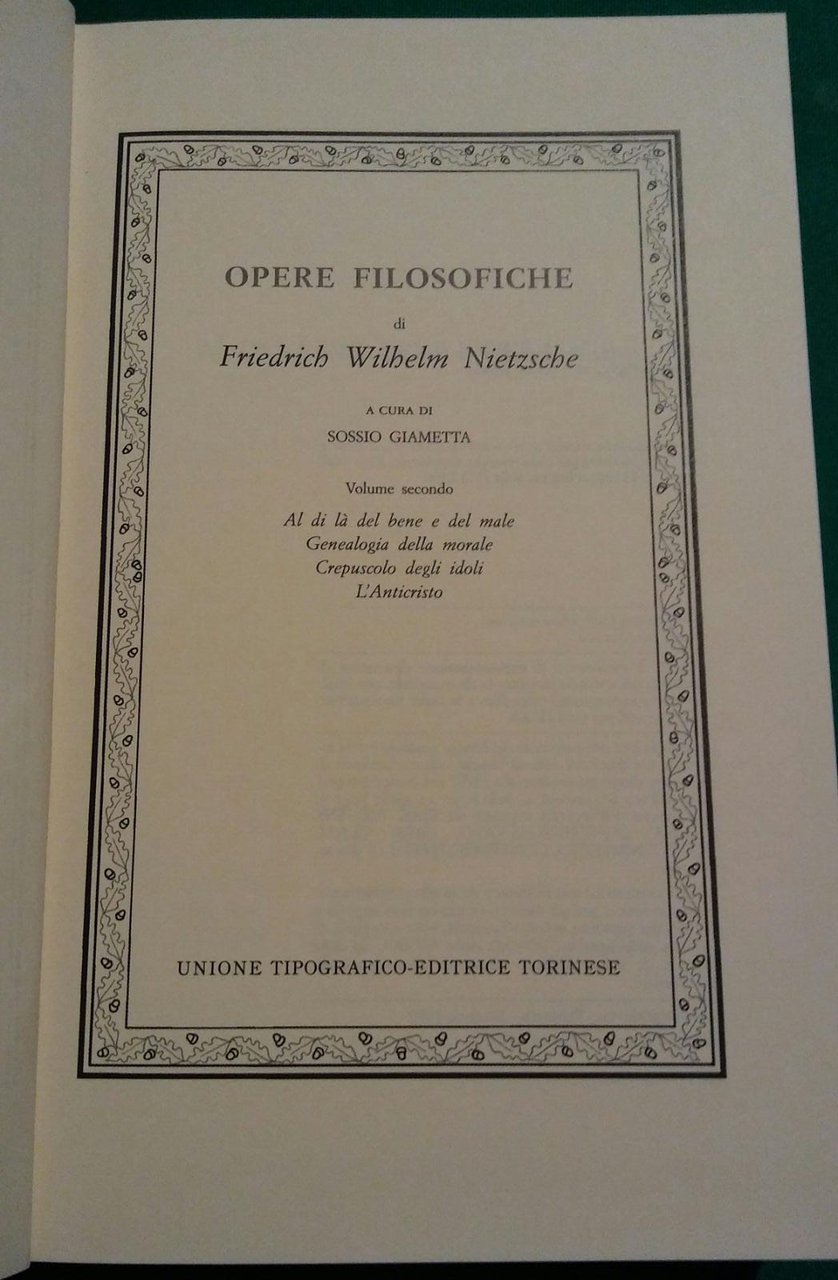 OPERE FILOSOFICHE
di
Friedrich Wilhelm Nietzsche
A CURA DI
SOSSIO GIAMETTA
Volume secondo
Al di là del bene e del male
Genealogia della morale
Crepuscolo degli idoli
L'Anticristo
UNIONE TIPOGRAFICO-EDITRICE TORINESE